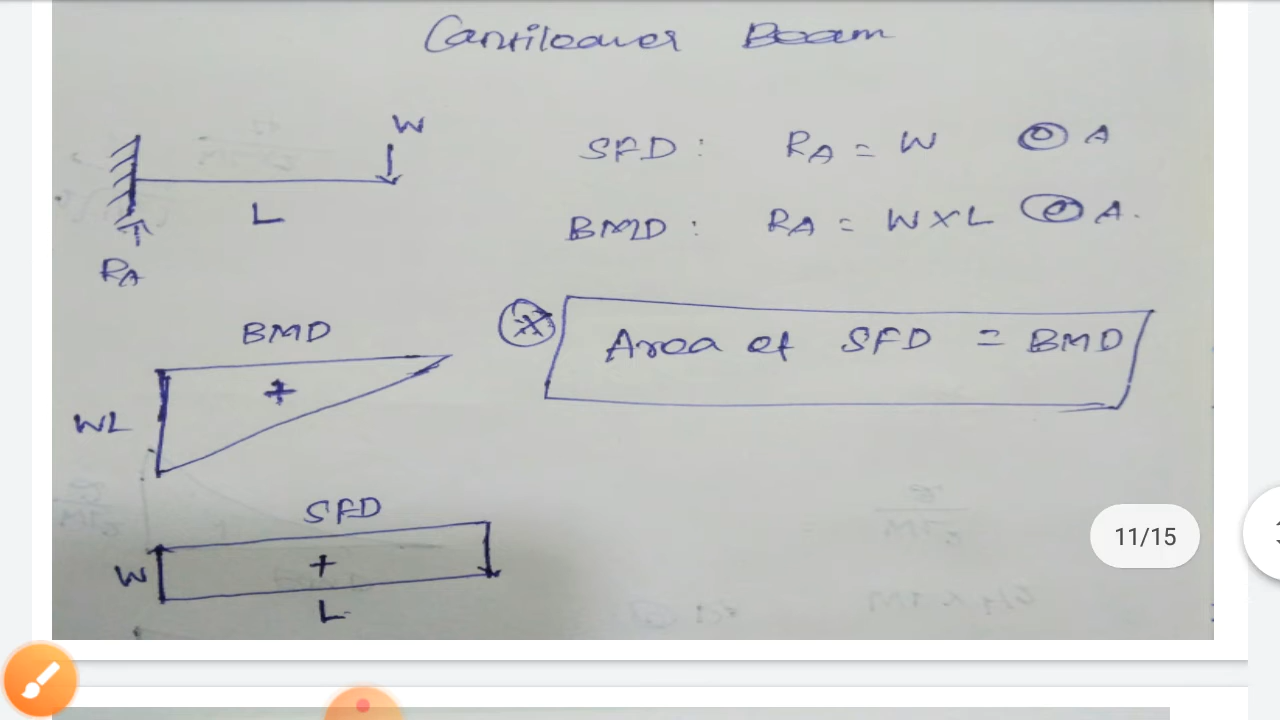 Cantileaver Beam
W
SFD : RA = W @ A
L
BMD : RA = W x L @ A.
RA
BMD
Area of SFD = BMD
+
WL
SFD
W
+
L
11/15